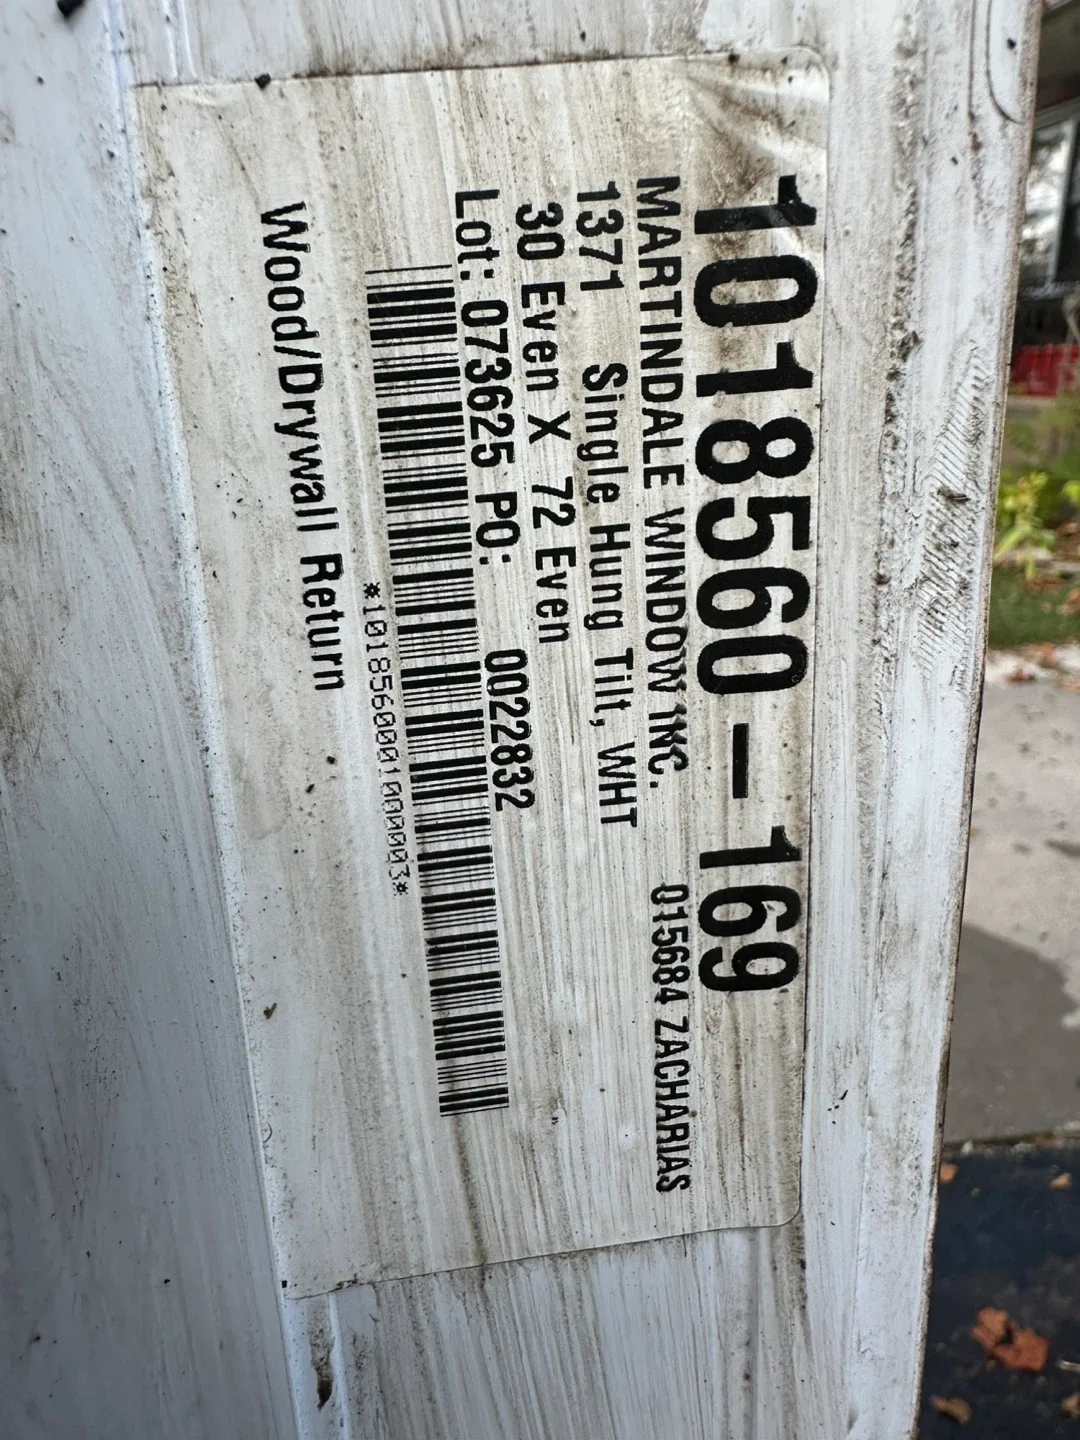 1018560-169
MARTINDALE WINDOW INC. 015684 ZACHARIAS
1371 Single Hung Tilt, WHT
30 Even X 72 Even
Lot: 073625 PO: 0022832
*1018560001000003*
Wood/Drywall Return